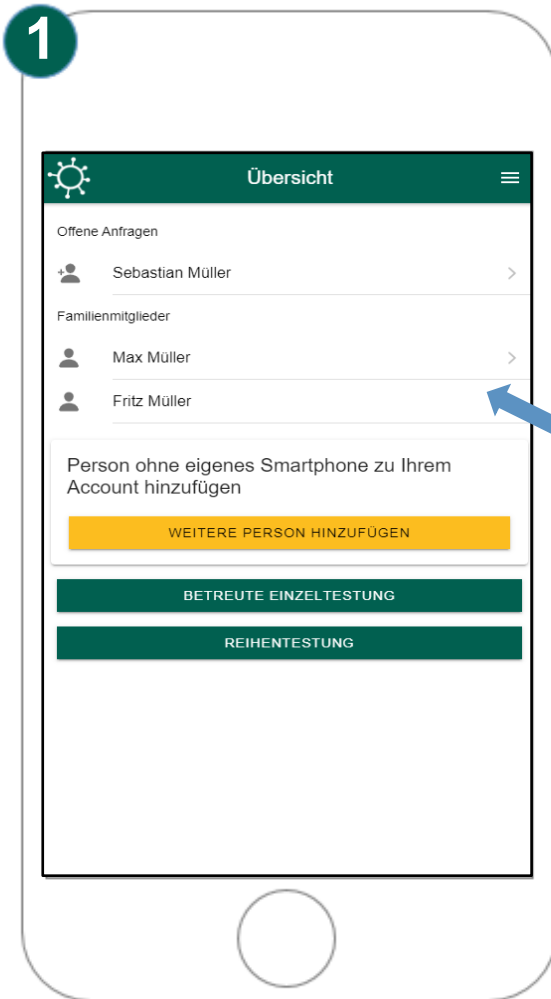 1
Übersicht
Offene Anfragen
Sebastian Müller
Familienmitglieder
Max Müller
Fritz Müller
Person ohne eigenes Smartphone zu Ihrem
Account hinzufügen
WEITERE PERSON HINZUFÜGEN
BETREUTE EINZELTESTUNG
REIHENTESTUNG